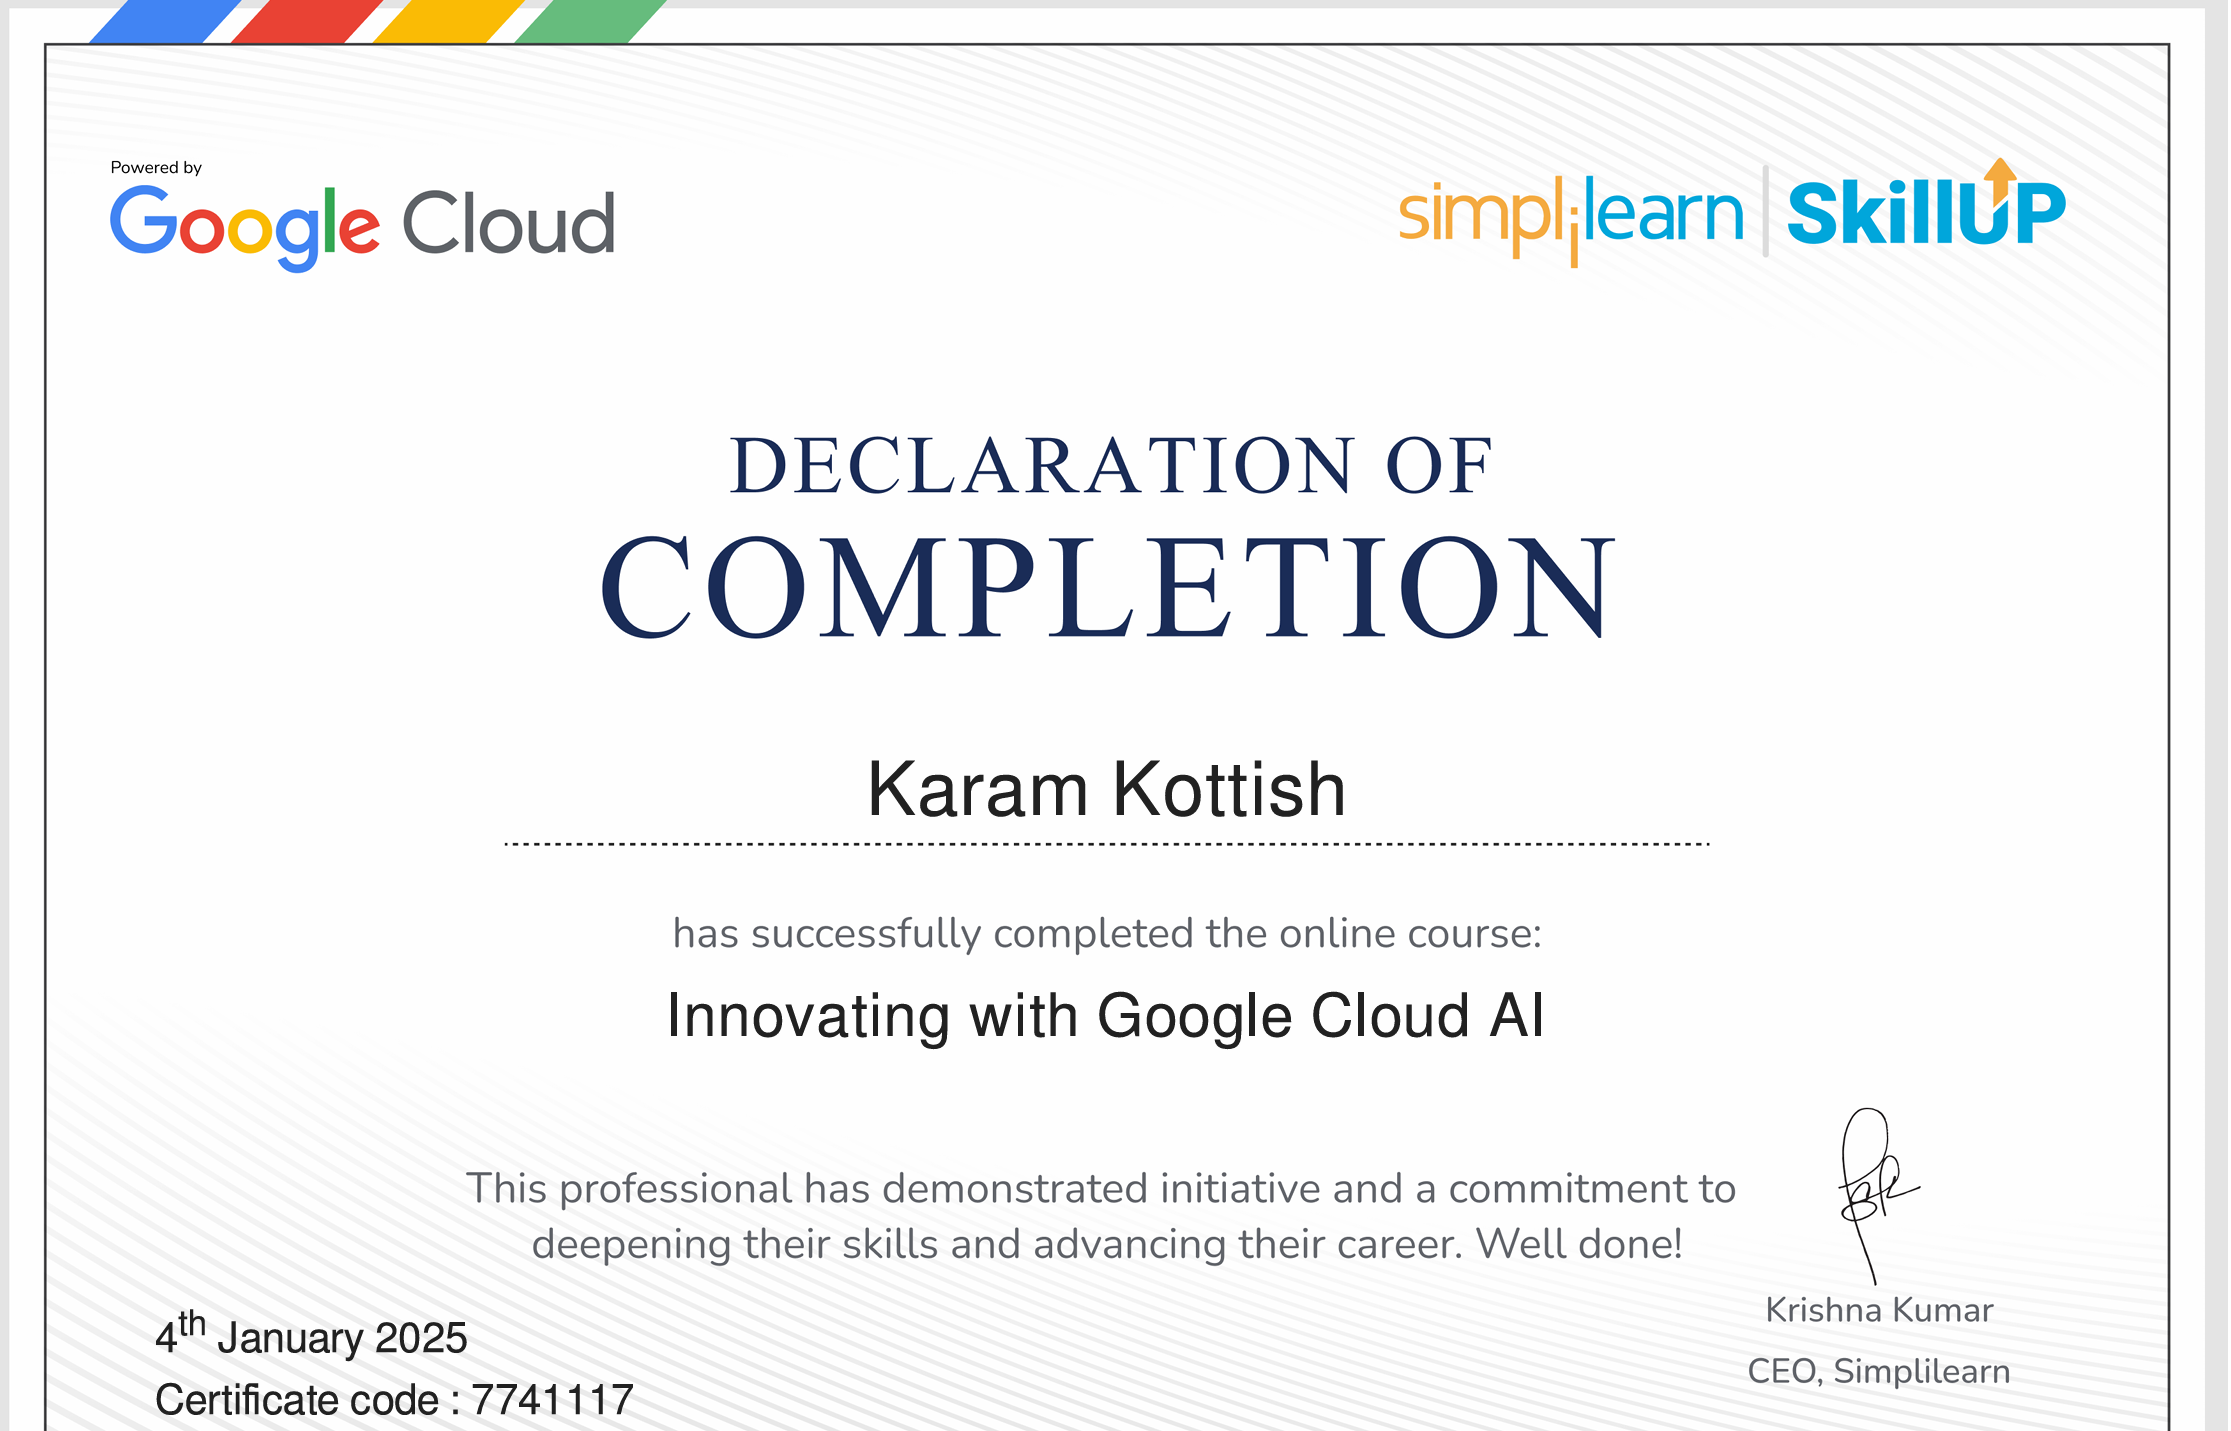 Powered by
Google Cloud
simplilearn | SkillUP
DECLARATION OF
COMPLETION
Karam Kottish
has successfully completed the online course:
Innovating with Google Cloud AI
This professional has demonstrated initiative and a commitment to
deepening their skills and advancing their career. Well done!
Krishna Kumar
CEO, Simplilearn
4th January 2025
Certificate code : 7741117